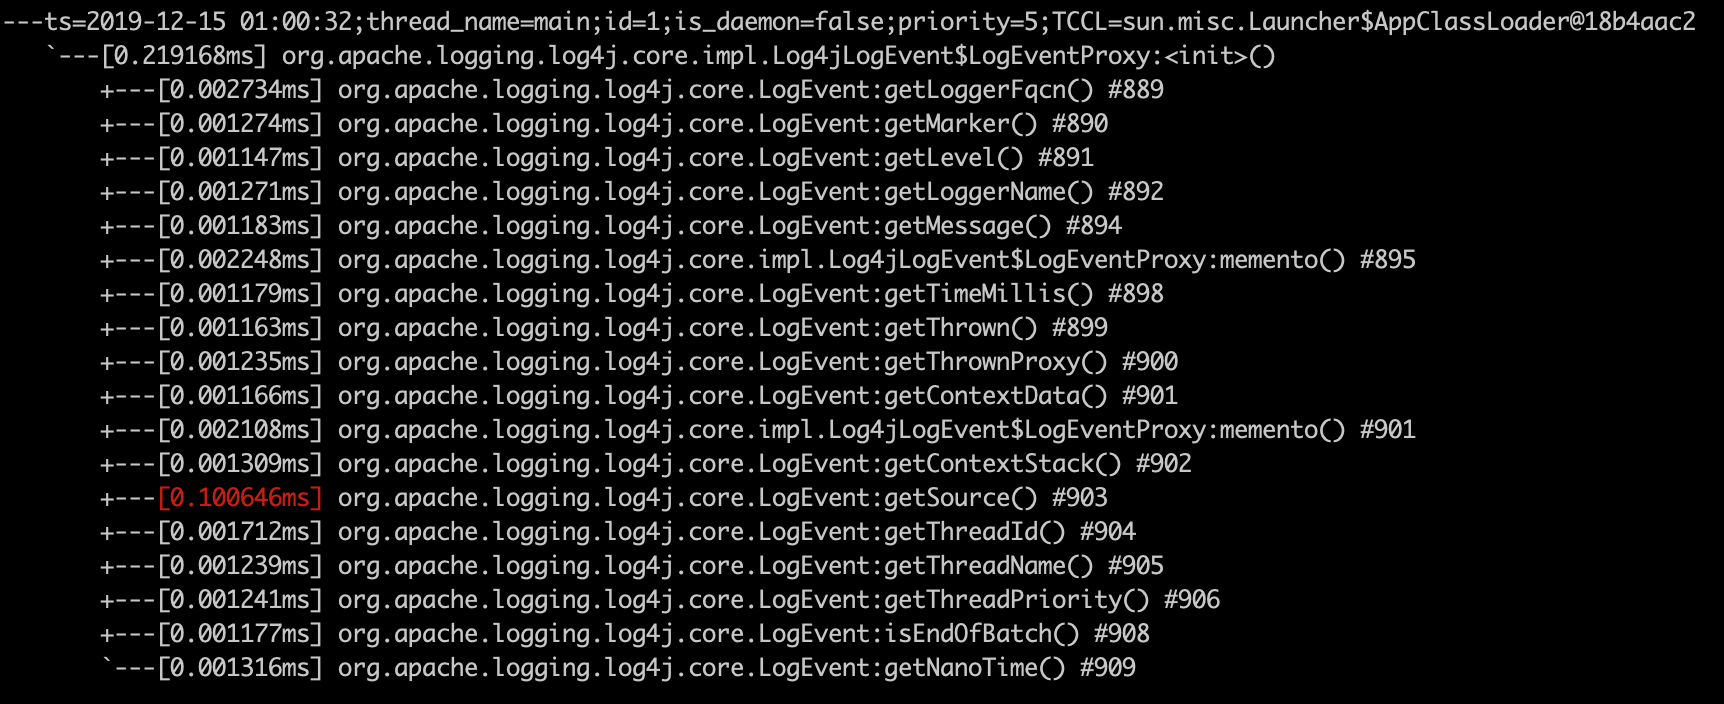 ---ts=2019-12-15 01:00:32;thread_name=main;id=1;is_daemon=false;priority=5;TCCL=sun.misc.Launcher$AppClassLoader@18b4aac2
`---[0.219168ms] org.apache.logging.log4j.core.impl.Log4jLogEvent$LogEventProxy:<init>()
+---[0.002734ms] org.apache.logging.log4j.core.LogEvent:getLoggerFqcn() #889
+---[0.001274ms] org.apache.logging.log4j.core.LogEvent:getMarker() #890
+---[0.001147ms] org.apache.logging.log4j.core.LogEvent:getLevel() #891
+---[0.001271ms] org.apache.logging.log4j.core.LogEvent:getLoggerName() #892
+---[0.001183ms] org.apache.logging.log4j.core.LogEvent:getMessage() #894
+---[0.002248ms] org.apache.logging.log4j.core.impl.Log4jLogEvent$LogEventProxy:memento() #895
+---[0.001179ms] org.apache.logging.log4j.core.LogEvent:getTimeMillis() #898
+---[0.001163ms] org.apache.logging.log4j.core.LogEvent:getThrown() #899
+---[0.001235ms] org.apache.logging.log4j.core.LogEvent:getThrownProxy() #900
+---[0.001166ms] org.apache.logging.log4j.core.LogEvent:getContextData() #901
+---[0.002108ms] org.apache.logging.log4j.core.impl.Log4jLogEvent$LogEventProxy:memento() #901
+---[0.001309ms] org.apache.logging.log4j.core.LogEvent:getContextStack() #902
+---[0.100646ms] org.apache.logging.log4j.core.LogEvent:getSource() #903
+---[0.001712ms] org.apache.logging.log4j.core.LogEvent:getThreadId() #904
+---[0.001239ms] org.apache.logging.log4j.core.LogEvent:getThreadName() #905
+---[0.001241ms] org.apache.logging.log4j.core.LogEvent:getThreadPriority() #906
+---[0.001177ms] org.apache.logging.log4j.core.LogEvent:isEndOfBatch() #908
`---[0.001316ms] org.apache.logging.log4j.core.LogEvent:getNanoTime() #909